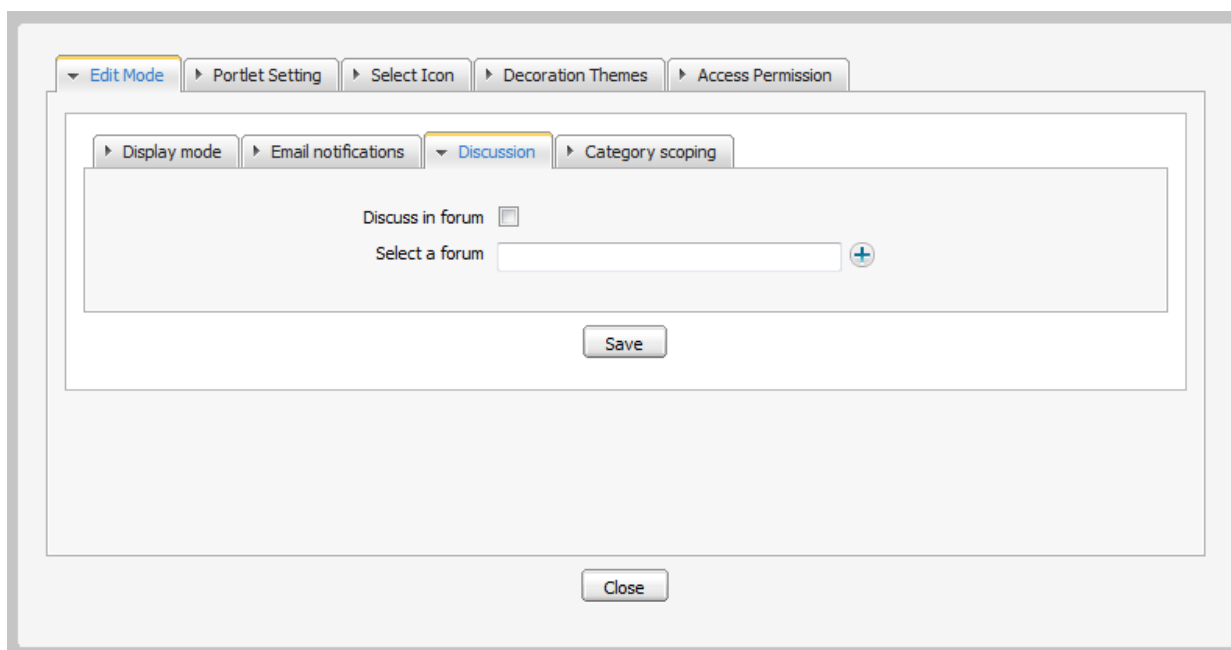 Edit Mode Portlet Setting Select Icon Decoration Themes Access Permission
Display mode Email notifications Discussion Category scoping
Discuss in forum
Select a forum
Save
Close